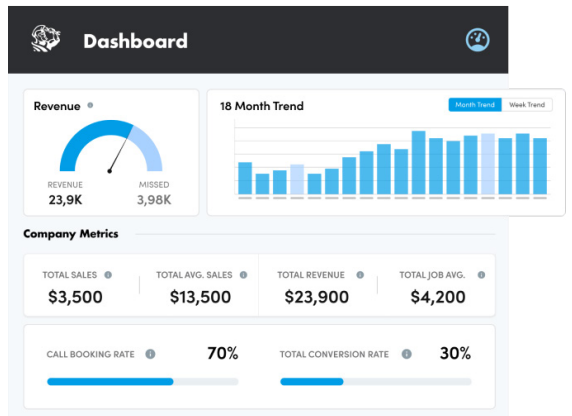 Dashboard
Revenue
REVENUE
23,9K
MISSED
3,98K
18 Month Trend
Month Trend
Week Trend
Company Metrics
TOTAL SALES
$3,500
TOTAL AVG. SALES
$13,500
TOTAL REVENUE
$23,900
TOTAL JOB AVG.
$4,200
CALL BOOKING RATE
70%
TOTAL CONVERSION RATE
30%